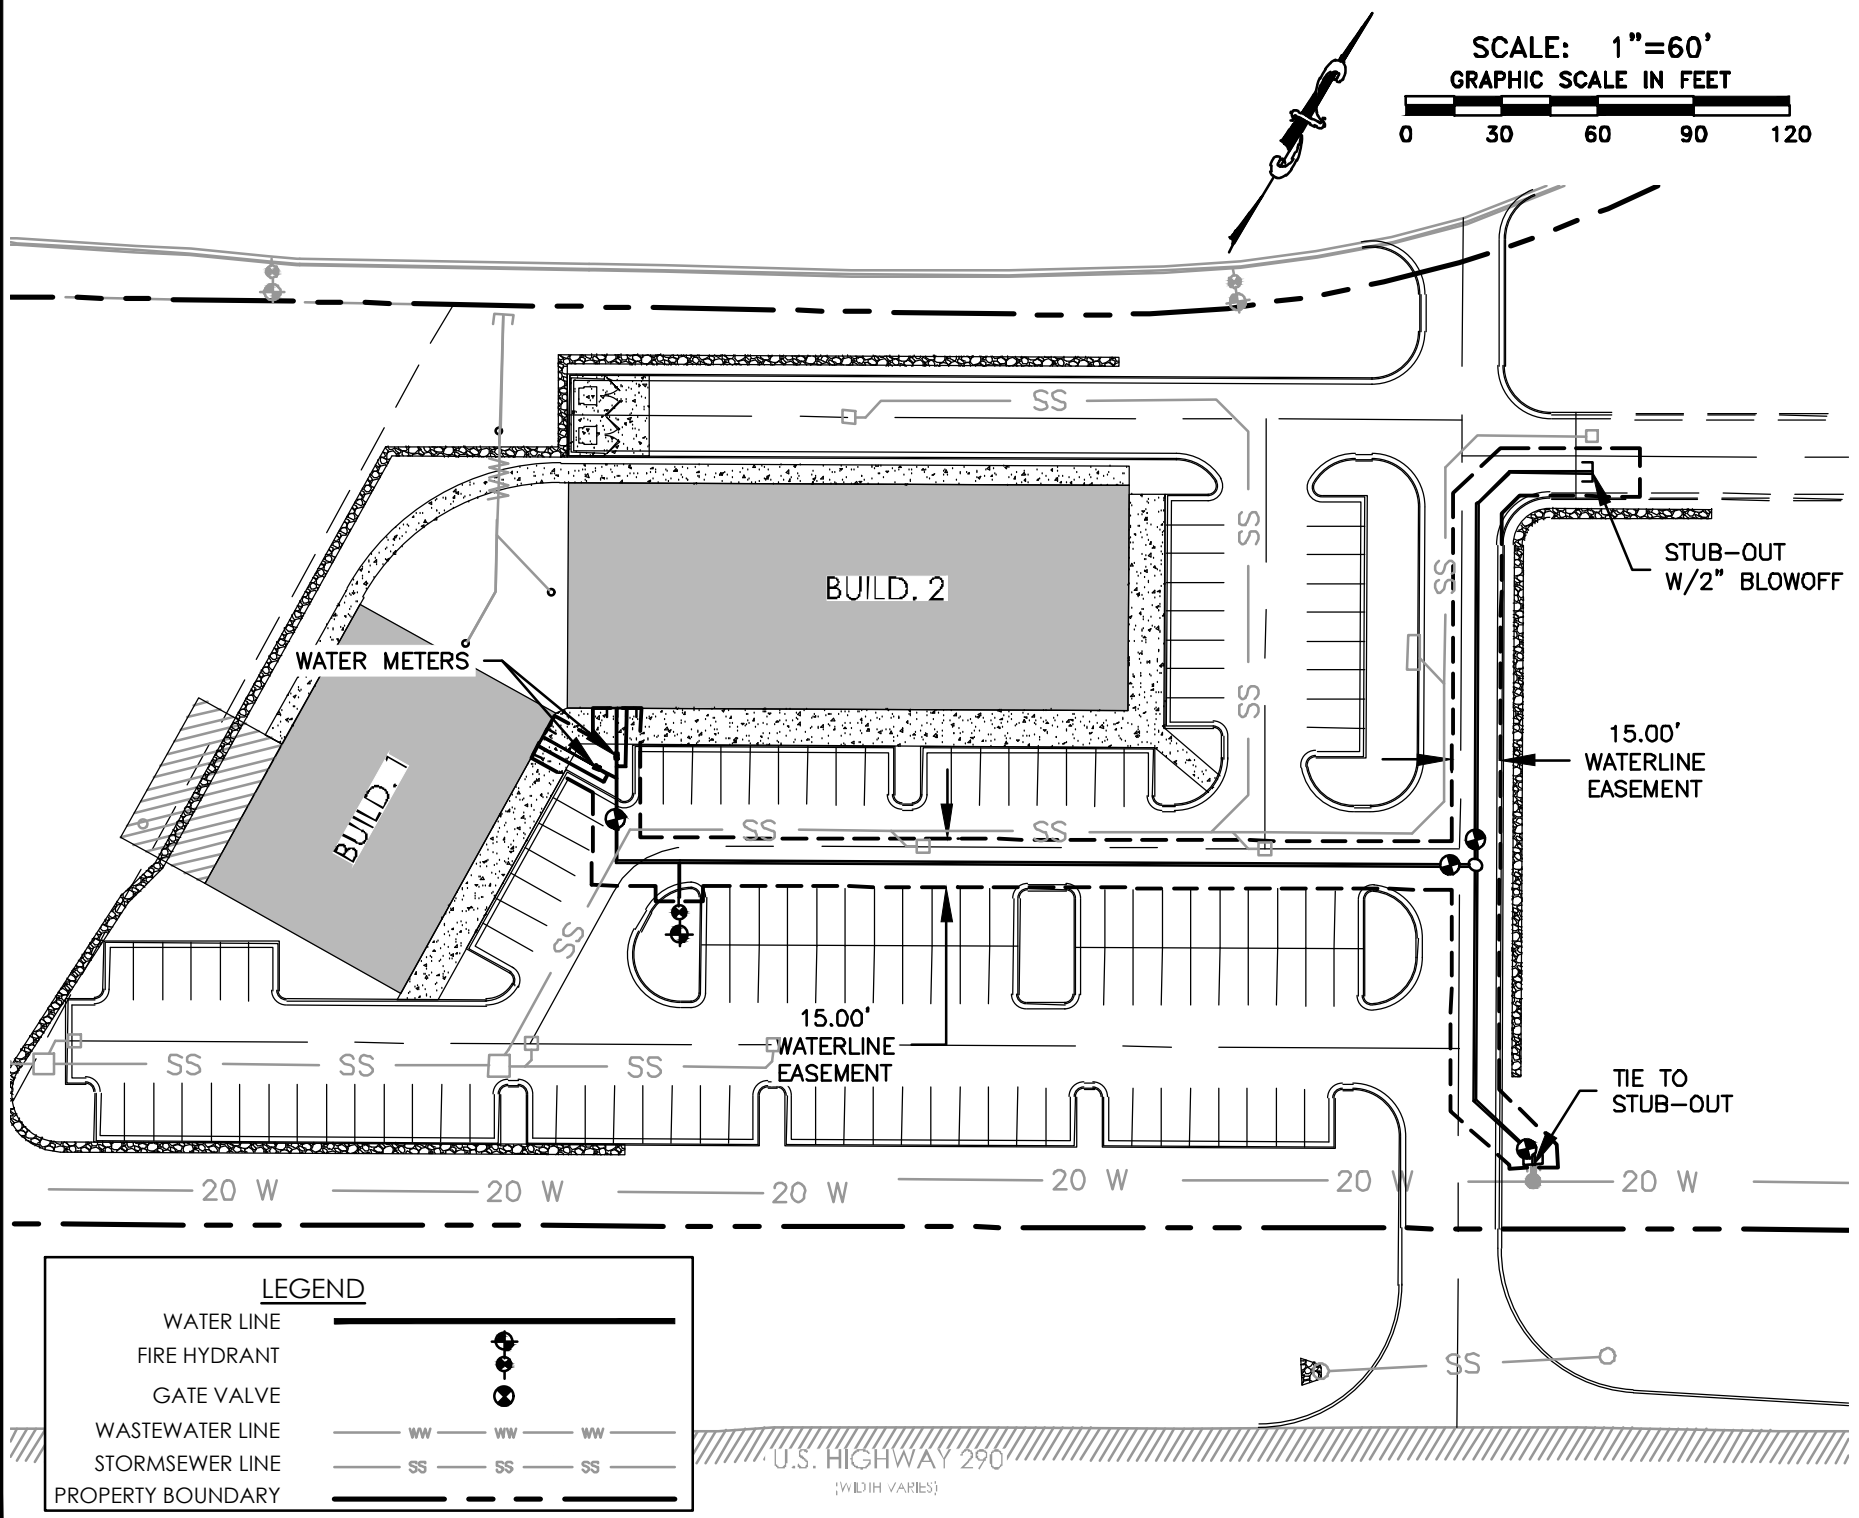 SCALE: 1"=60'
GRAPHIC SCALE IN FEET
0 30 60 90 120
SS
SS
SS
STUB-OUT
W/2" BLOWOFF
BUILD. 2
WATER METERS
SS
15.00'
WATERLINE
EASEMENT
BUILD. 1
SS
SS
SS
15.00'
WATERLINE
EASEMENT
SS
SS
SS
TIE TO
STUB-OUT
20 W
20 W
20 W
20 W
20 W
20 W
LEGEND
WATER LINE
FIRE HYDRANT
GATE VALVE
WASTEWATER LINE WW WW WW
STORMSEWER LINE SS SS SS
PROPERTY BOUNDARY
SS
U.S. HIGHWAY 290
(WIDTH VARIES)